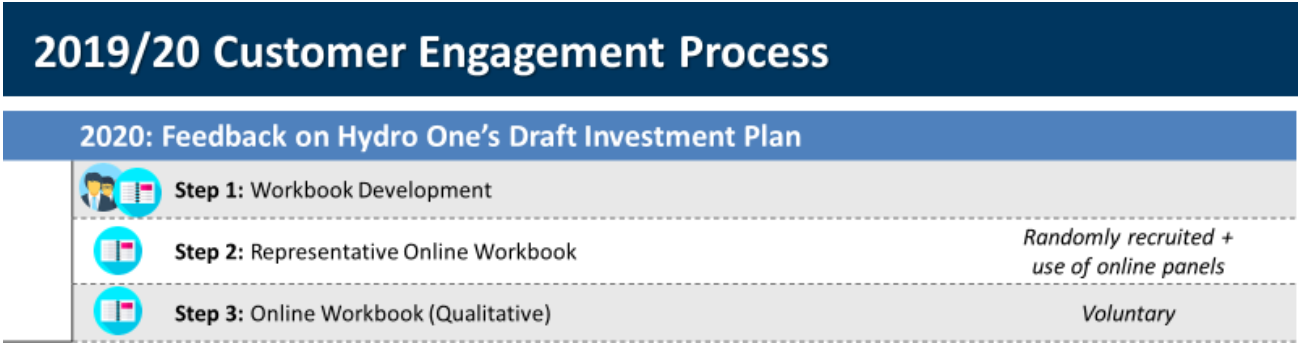 2019/20 Customer Engagement Process
2020: Feedback on Hydro One's Draft Investment Plan
Step 1: Workbook Development
Step 2: Representative Online Workbook
Randomly recruited +
use of online panels
Step 3: Online Workbook (Qualitative)
Voluntary